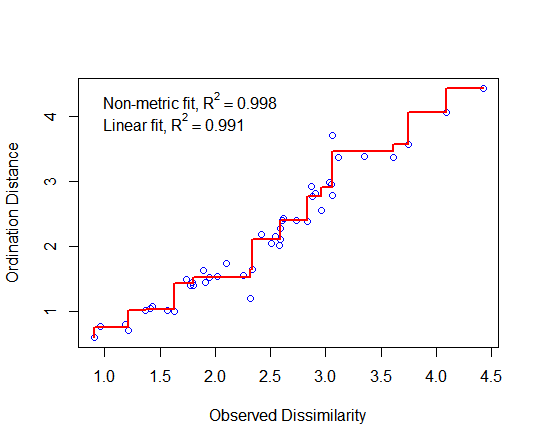 Non-metric fit, R² = 0.998
Linear fit, R² = 0.991
4
3
2
1
Ordination Distance
1.0 1.5 2.0 2.5 3.0 3.5 4.0 4.5
Observed Dissimilarity